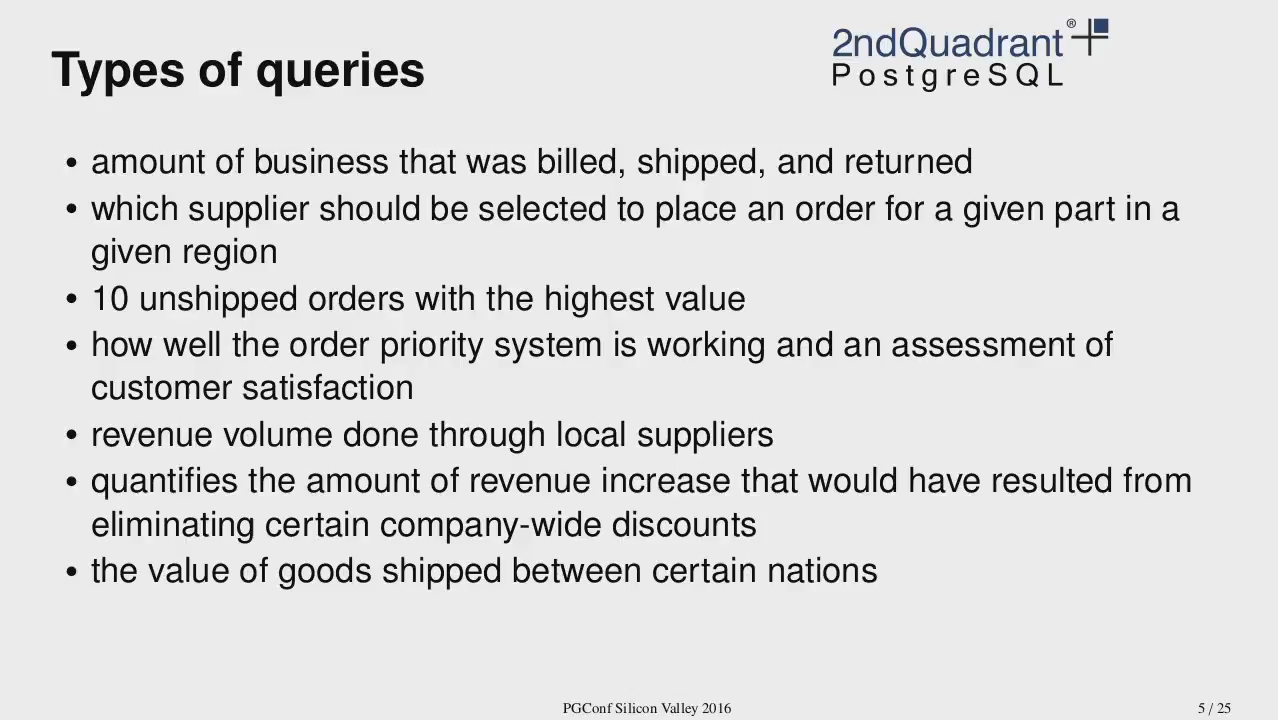 Types of queries
2ndQuadrant®
PostgreSQL
• amount of business that was billed, shipped, and returned
• which supplier should be selected to place an order for a given part in a
given region
• 10 unshipped orders with the highest value
• how well the order priority system is working and an assessment of
customer satisfaction
• revenue volume done through local suppliers
• quantifies the amount of revenue increase that would have resulted from
eliminating certain company-wide discounts
• the value of goods shipped between certain nations
PGConf Silicon Valley 2016
5 / 25